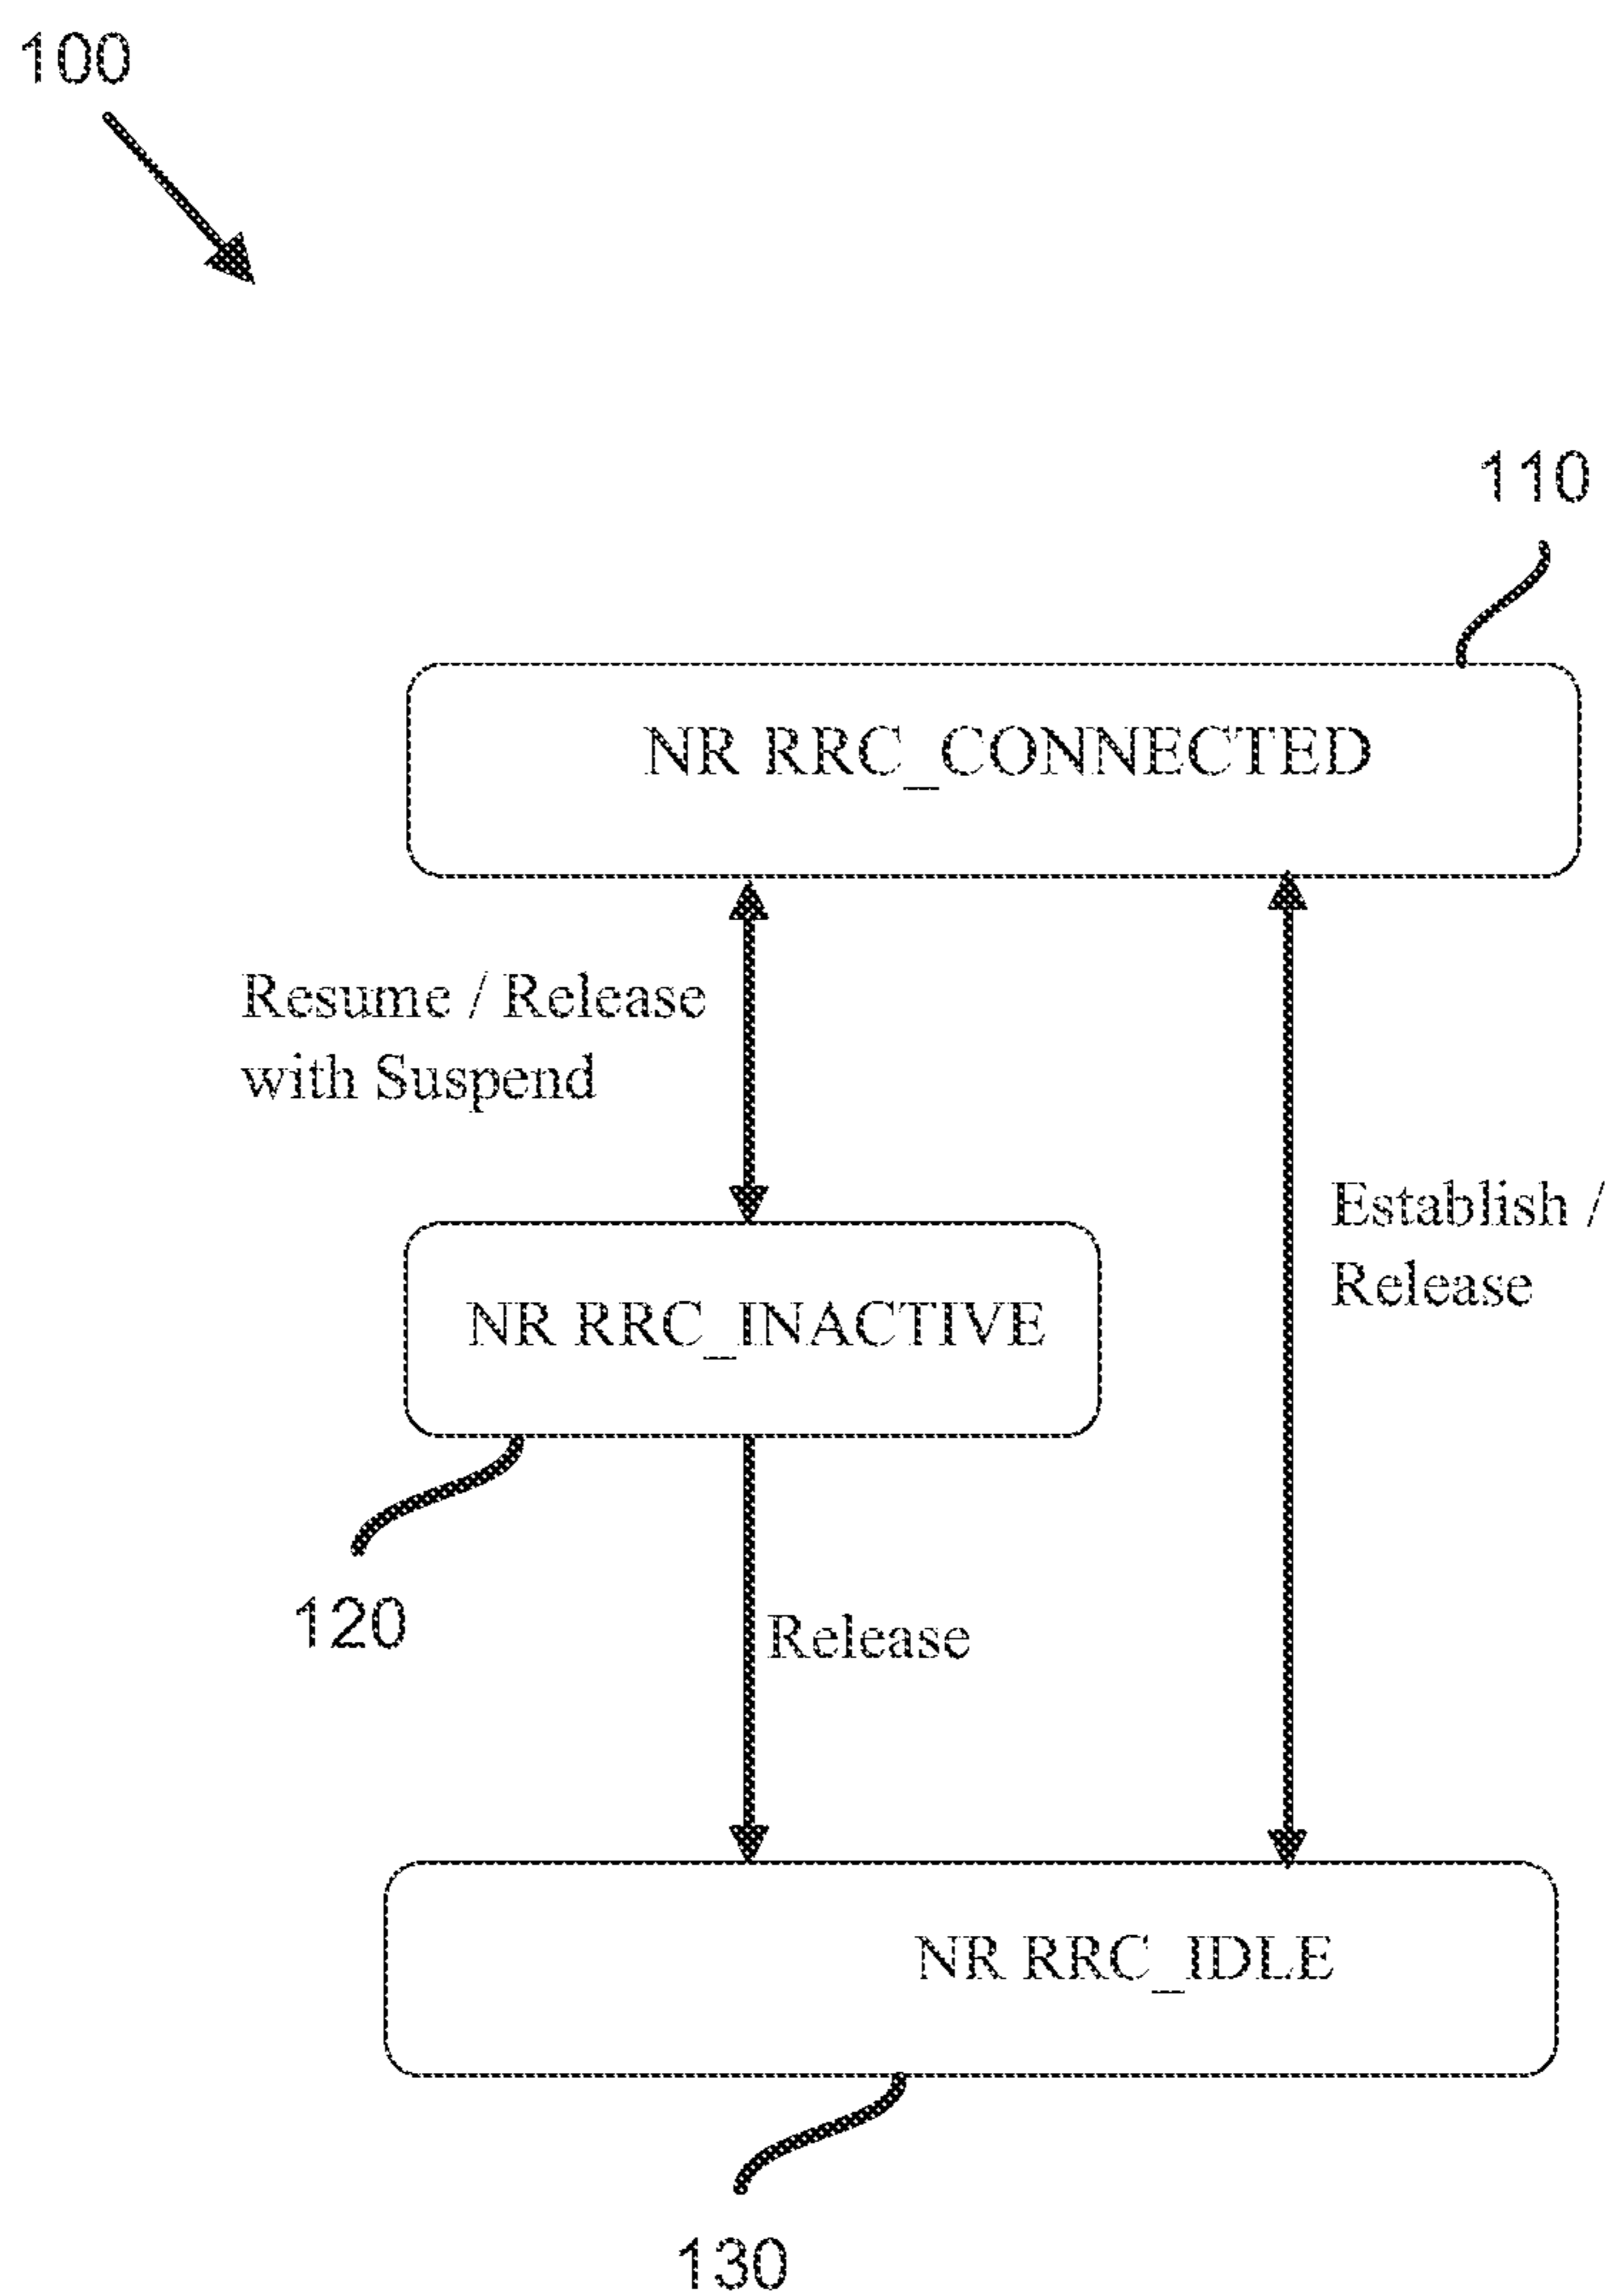 100
110
NR RRC_CONNECTED
Resume / Release
with Suspend
Establish /
Release
NR RRC_INACTIVE
120
Release
NR RRC_IDLE
130